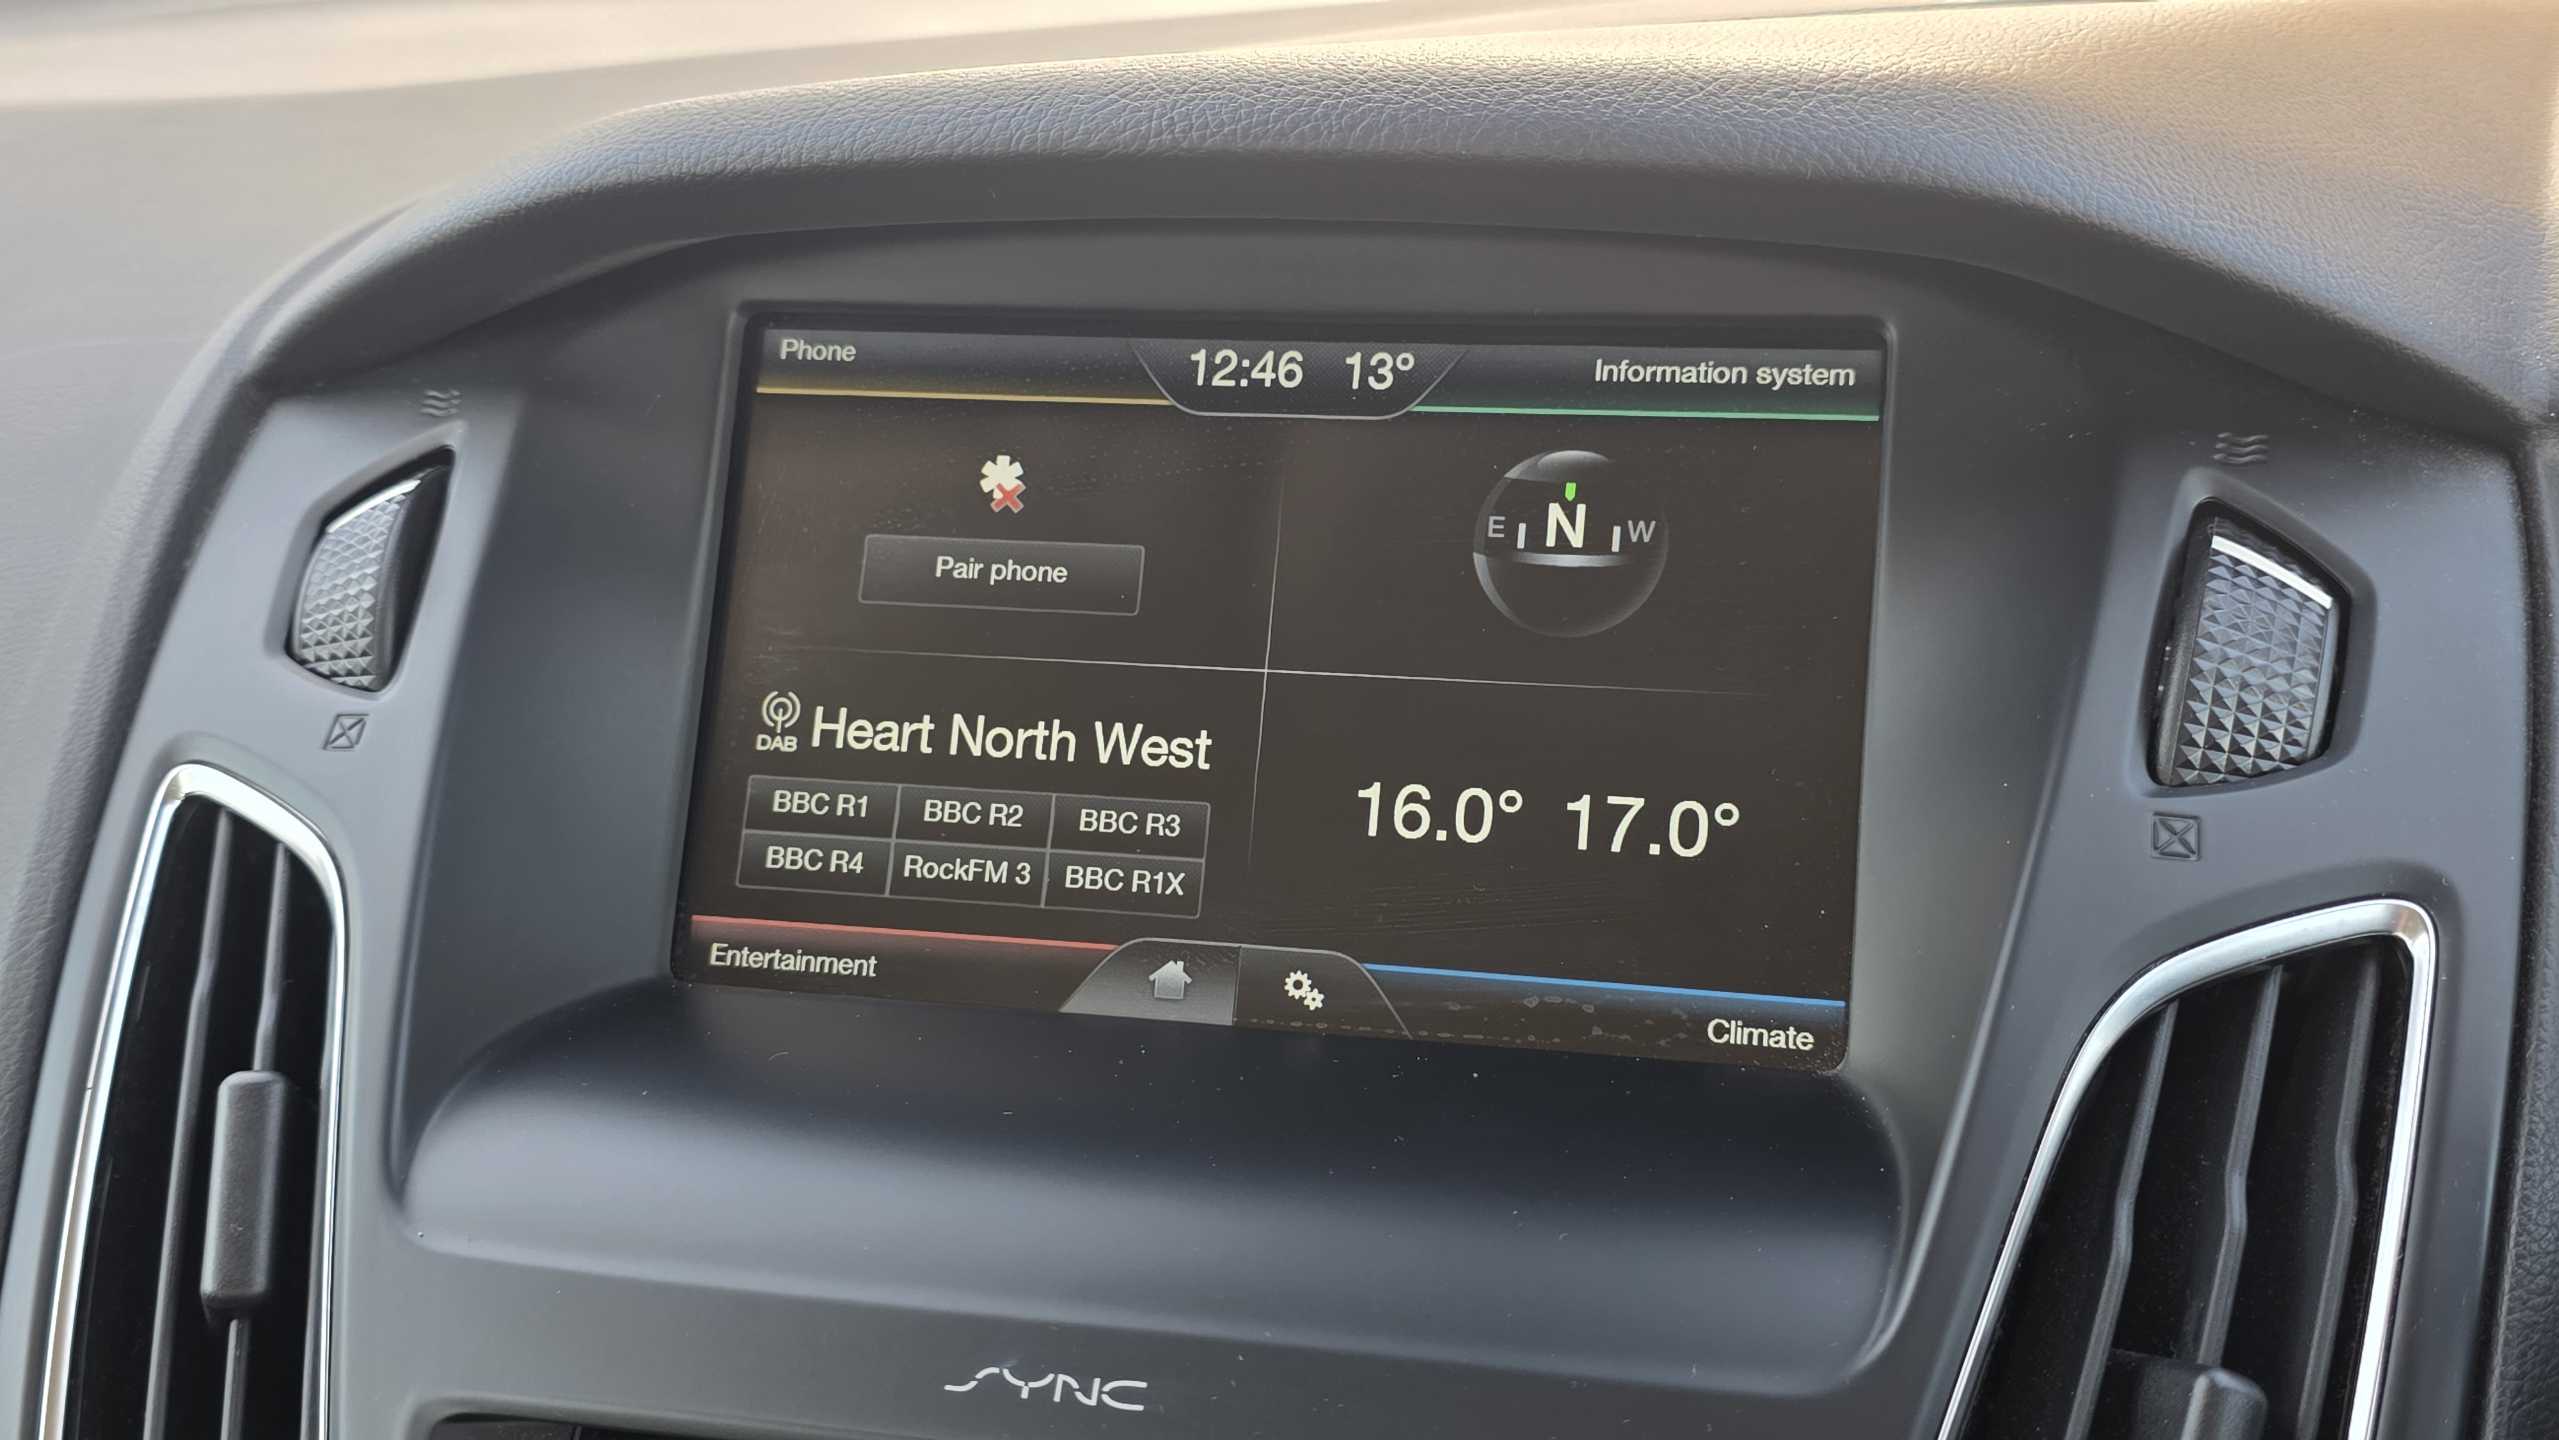 Phone
12:46 13°
Information system
Pair phone
E N W
DAB Heart North West
BBC R1 BBC R2 BBC R3
BBC R4 RockFM 3 BBC R1X
16.0° 17.0°
Entertainment
Climate
SYNC